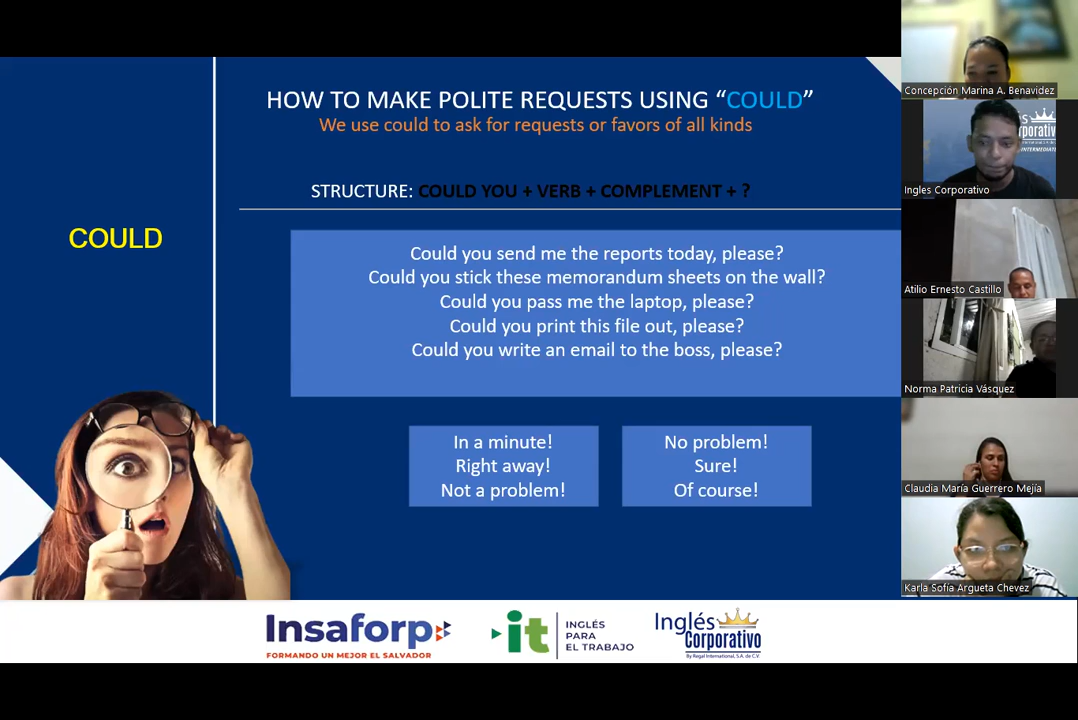 HOW TO MAKE POLITE REQUESTS USING “COULD”
We use could to ask for requests or favors of all kinds
STRUCTURE: COULD YOU + VERB + COMPLEMENT + ?
COULD
Could you send me the reports today, please?
Could you stick these memorandum sheets on the wall?
Could you pass me the laptop, please?
Could you print this file out, please?
Could you write an email to the boss, please?
In a minute!
Right away!
Not a problem!
No problem!
Sure!
Of course!
Insaforp
FORMANDO UN MEJOR EL SALVADOR
it
INGLÉS
PARA
EL TRABAJO
Inglés
Corporativo
By Regal International, S.A. de C.V.
Concepción Marina A. Benavidez
Ingles Corporativo
Atilio Ernesto Castillo
Norma Patricia Vásquez
Claudia María Guerrero Mejía
Karla Sofía Argueta Chevez